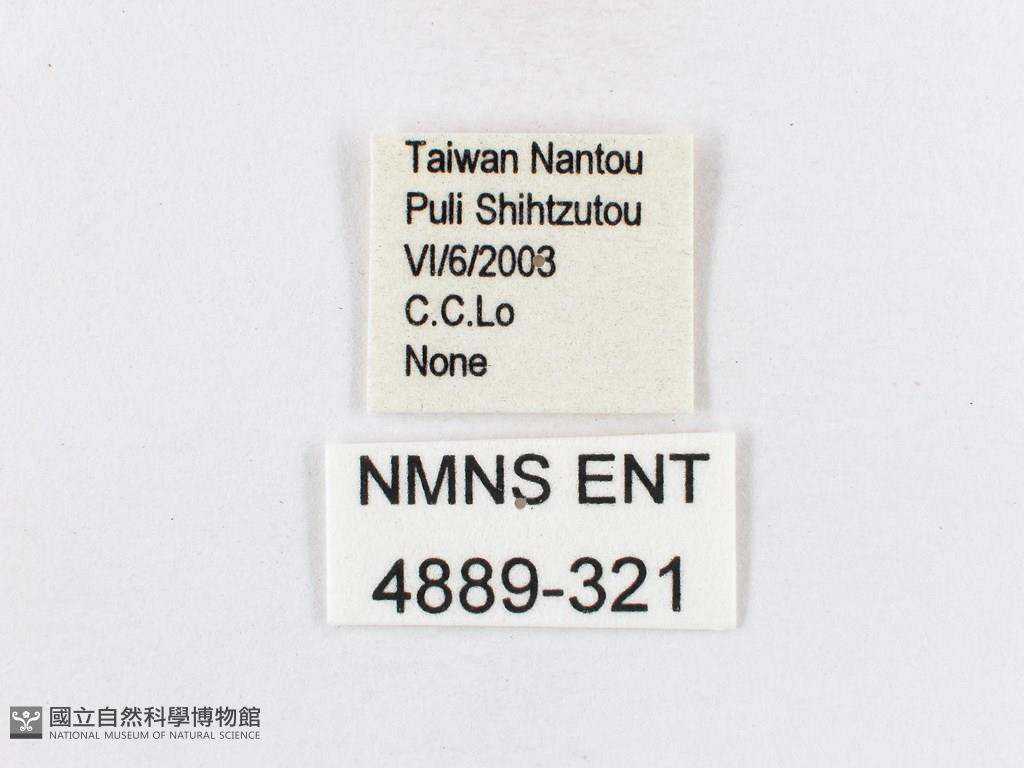 Taiwan Nantou
Puli Shihtzutou
VI/6/2003
C.C.Lo
None
NMNS ENT
4889-321
國立自然科學博物館
NATIONAL MUSEUM OF NATURAL SCIENCE